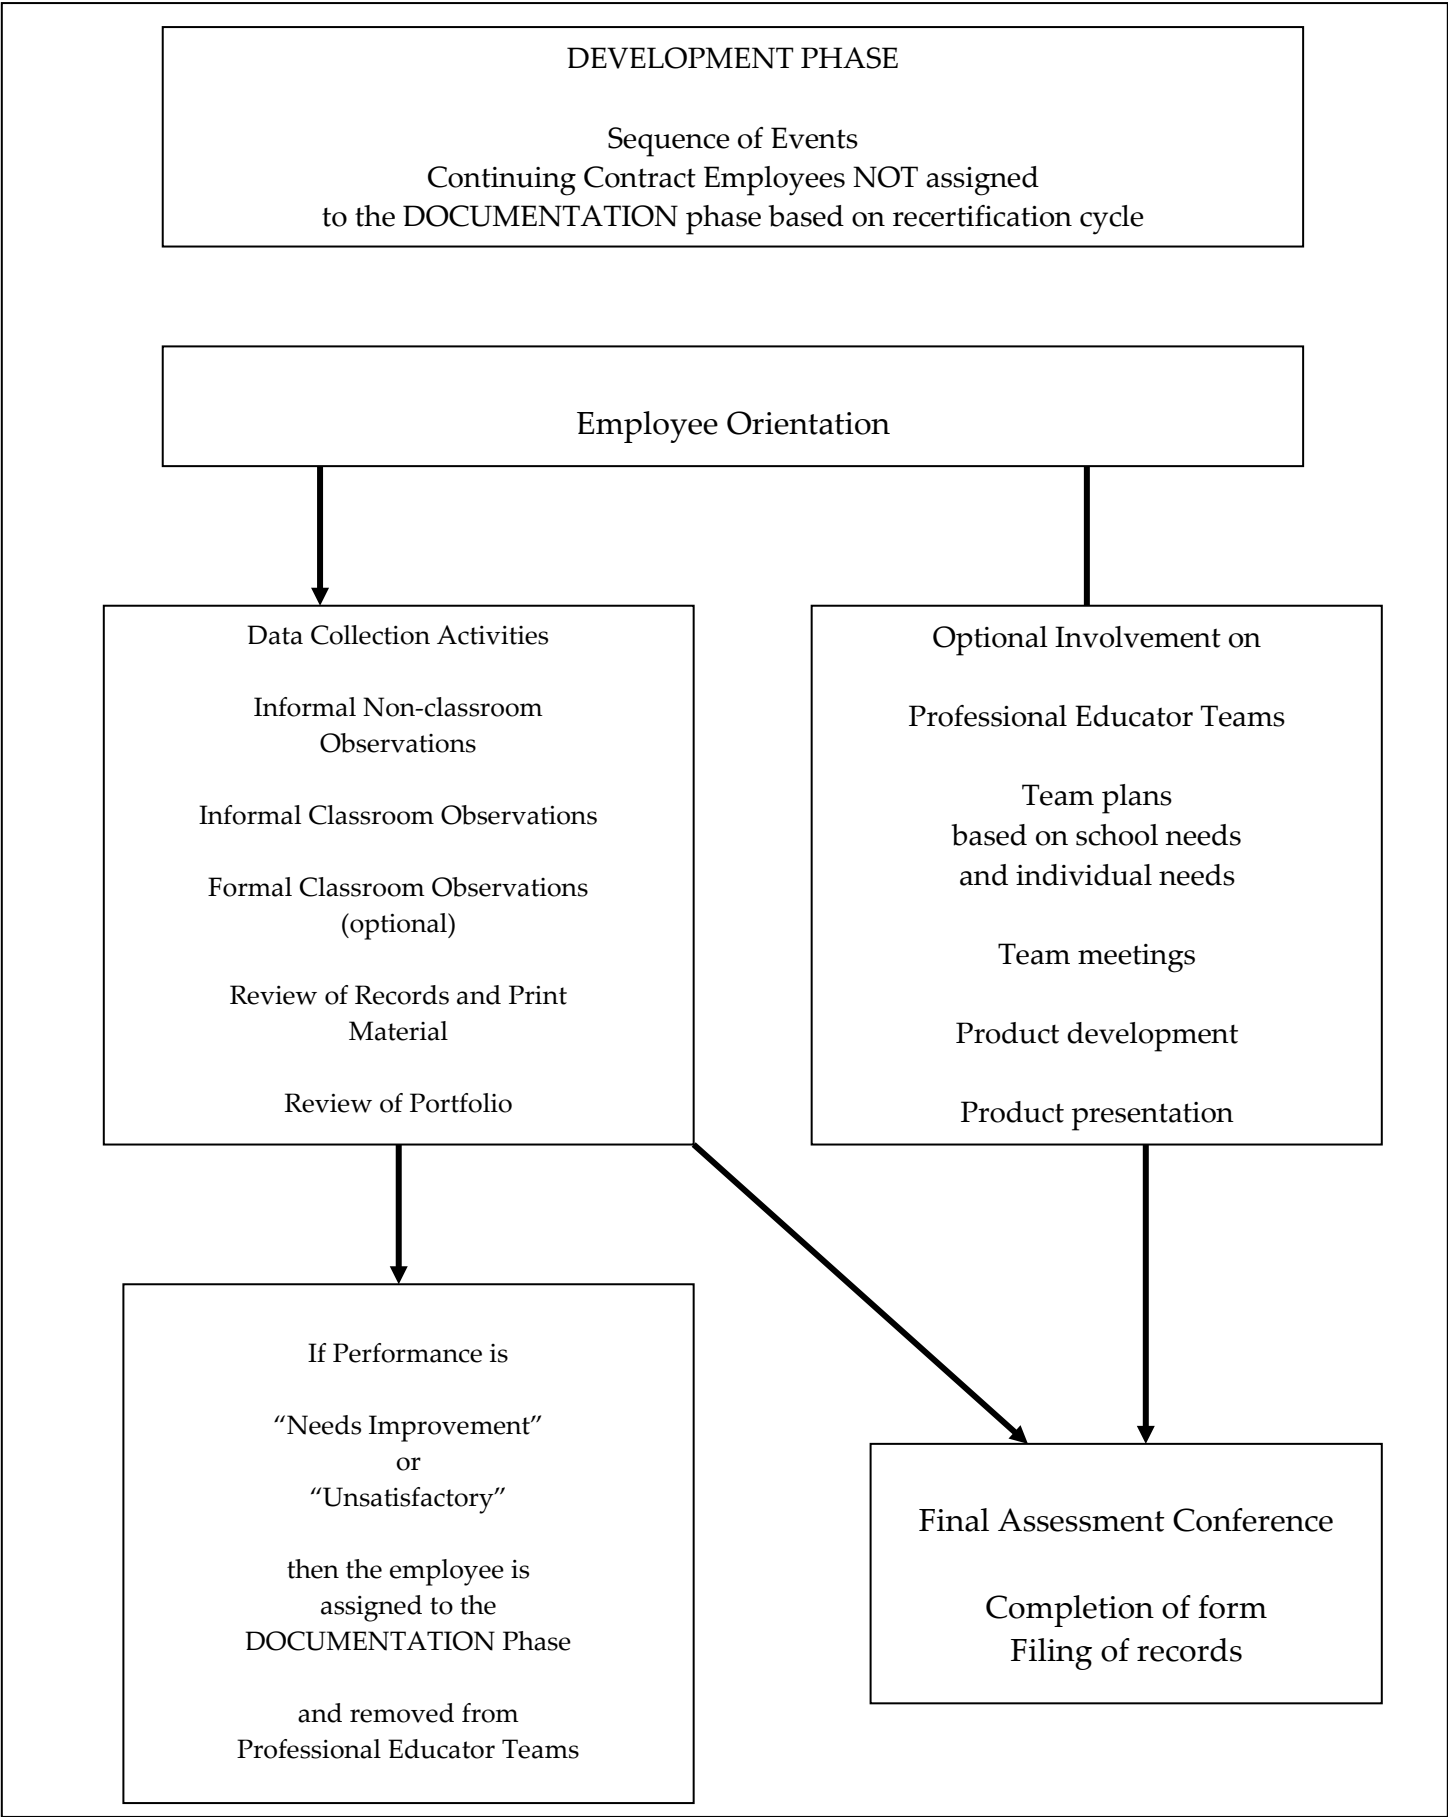 DEVELOPMENT PHASE
Sequence of Events
Continuing Contract Employees NOT assigned
to the DOCUMENTATION phase based on recertification cycle
Employee Orientation
Data Collection Activities
Informal Non-classroom
Observations
Informal Classroom Observations
Formal Classroom Observations
(optional)
Review of Records and Print
Material
Review of Portfolio
Optional Involvement on
Professional Educator Teams
Team plans
based on school needs
and individual needs
Team meetings
Product development
Product presentation
If Performance is
“Needs Improvement”
or
“Unsatisfactory”
then the employee is
assigned to the
DOCUMENTATION Phase
and removed from
Professional Educator Teams
Final Assessment Conference
Completion of form
Filing of records